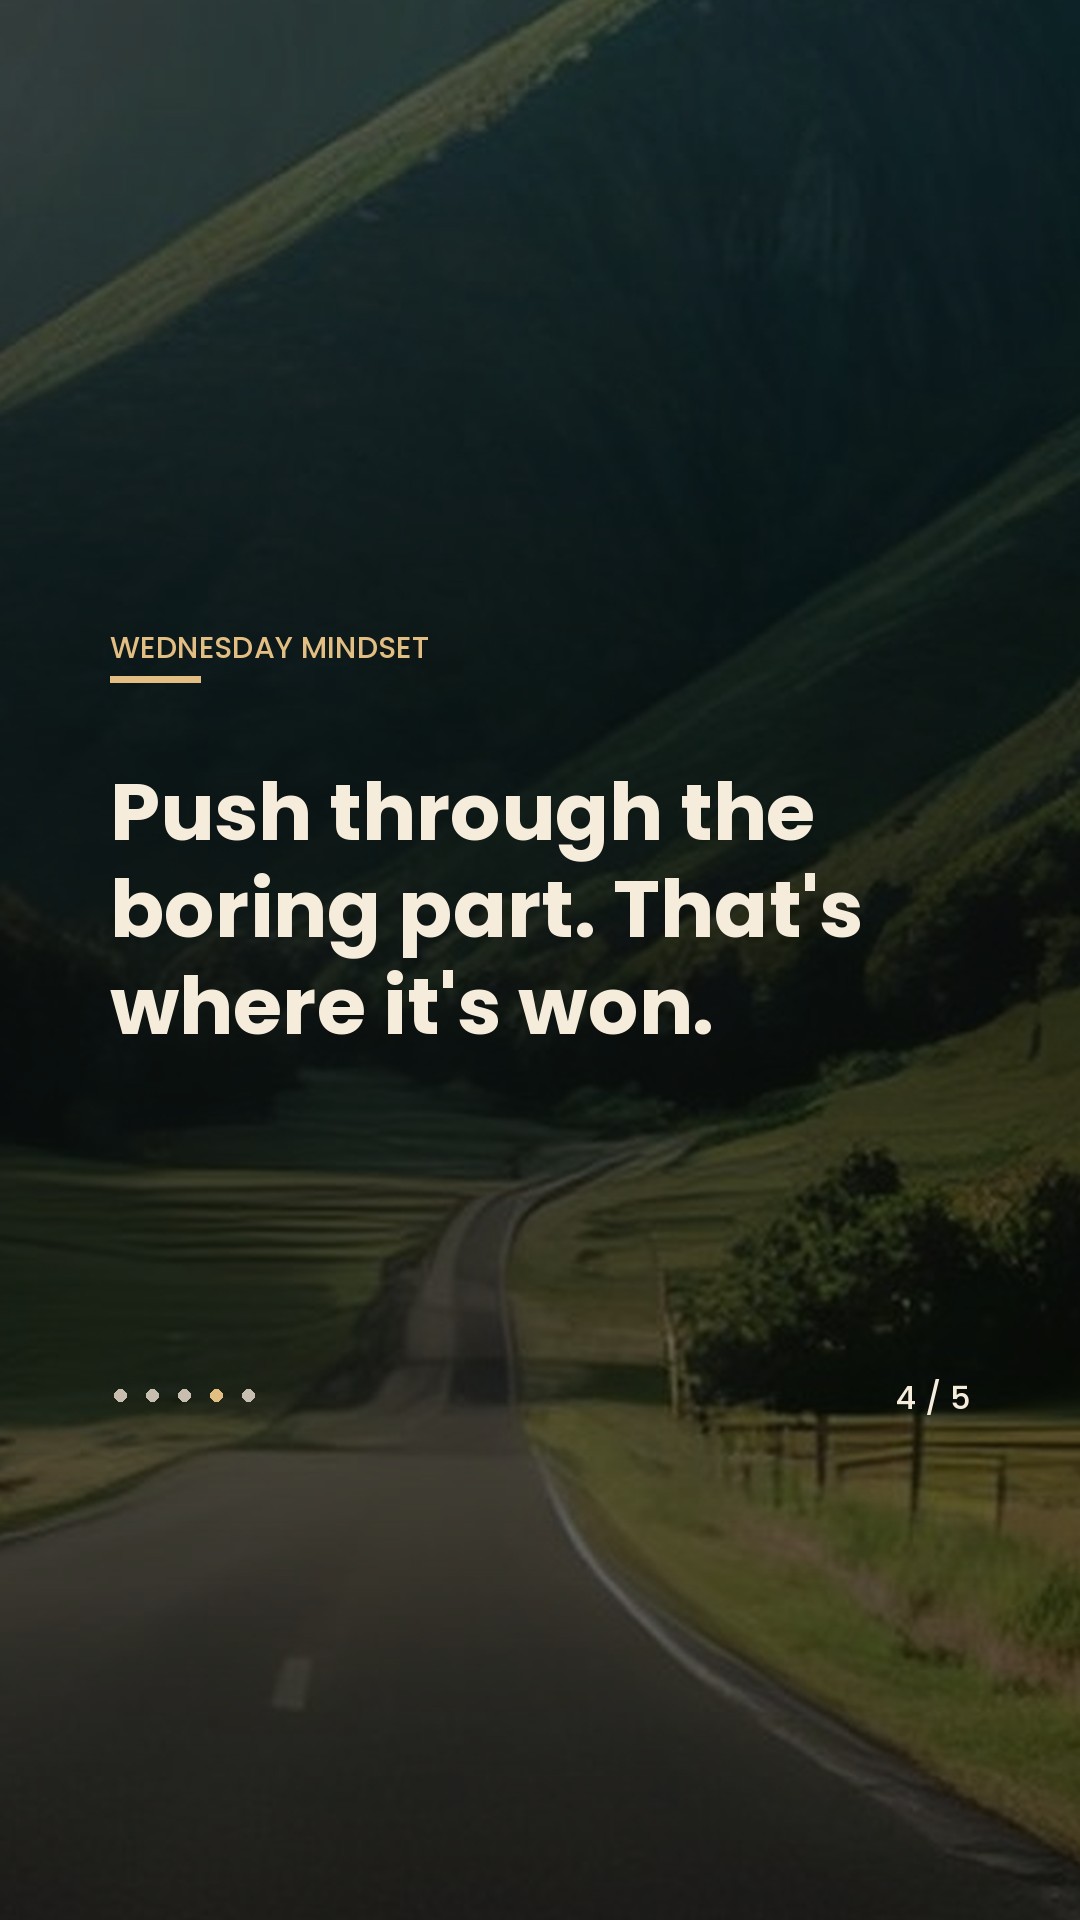 WEDNESDAY MINDSET
Push through the
boring part. That's
where it's won.
4 / 5